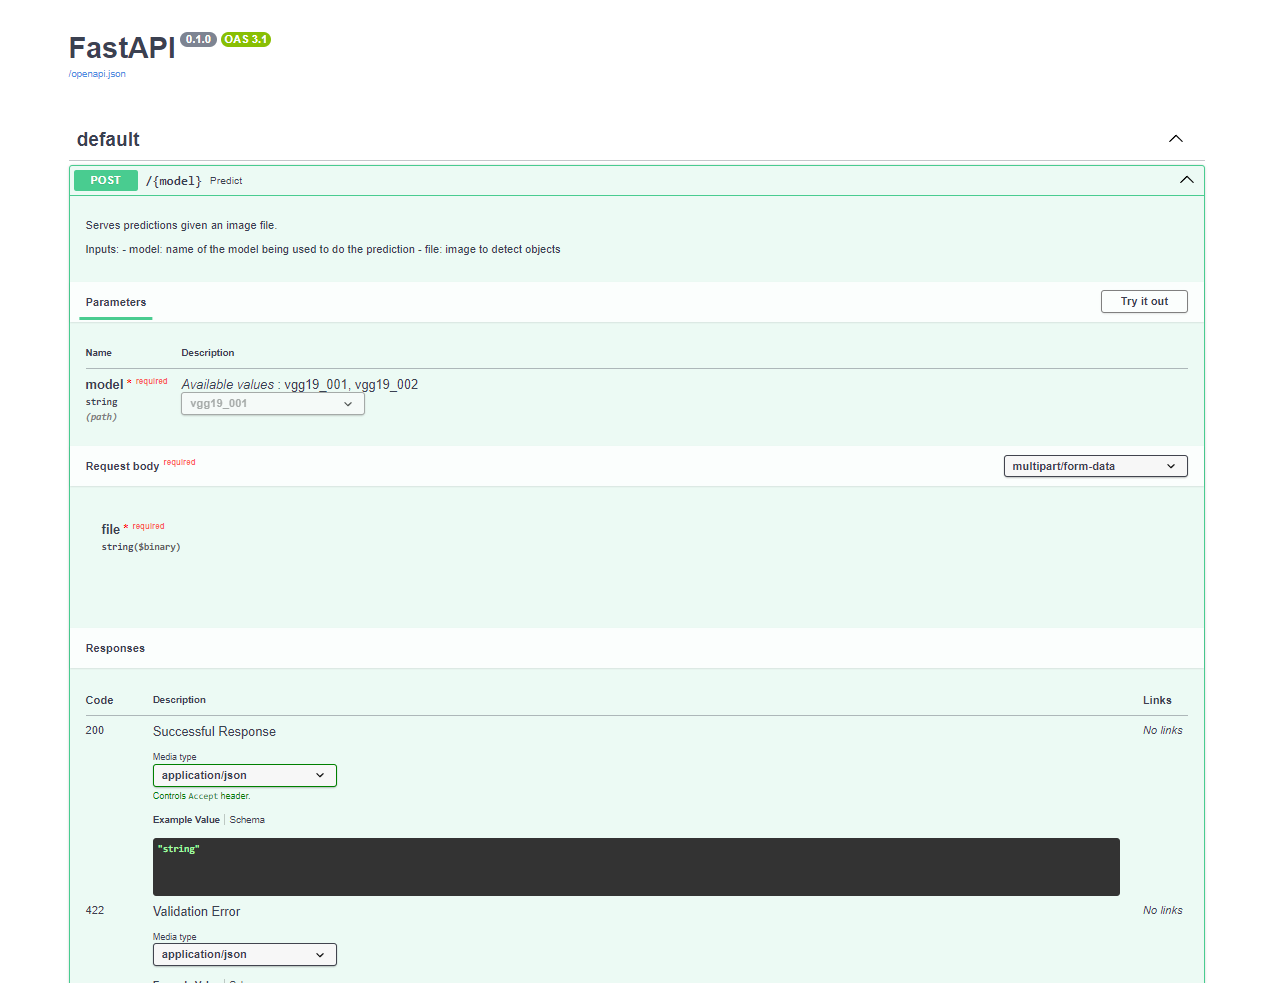 FastAPI 0.1.0 OAS 3.1
/openapi.json
default
POST /{model} Predict
Serves predictions given an image file.
Inputs: - model: name of the model being used to do the prediction - file: image to detect objects
Parameters Try it out
Name Description
model * required Available values : vgg19_001, vgg19_002
string vgg19_001
(path)
Request body required multipart/form-data
file * required
string($binary)
Responses
Code Description Links
200 Successful Response No links
Media type
application/json
Controls Accept header.
Example Value Schema
"string"
422 Validation Error No links
Media type
application/json